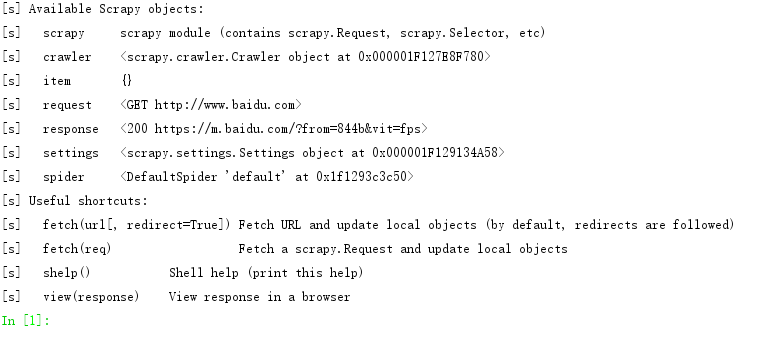 [s] Available Scrapy objects:
[s]   scrapy     scrapy module (contains scrapy.Request, scrapy.Selector, etc)
[s]   crawler    <scrapy.crawler.Crawler object at 0x000001F127E8F780>
[s]   item       {}
[s]   request    <GET http://www.baidu.com>
[s]   response   <200 https://m.baidu.com/?from=844b&vit=fps>
[s]   settings   <scrapy.settings.Settings object at 0x000001F129134A58>
[s]   spider     <DefaultSpider 'default' at 0x1f1293c3c50>
[s] Useful shortcuts:
[s]   fetch(url[, redirect=True]) Fetch URL and update local objects (by default, redirects are followed)
[s]   fetch(req)                  Fetch a scrapy.Request and update local objects
[s]   shelp()           Shell help (print this help)
[s]   view(response)    View response in a browser
In [1]: